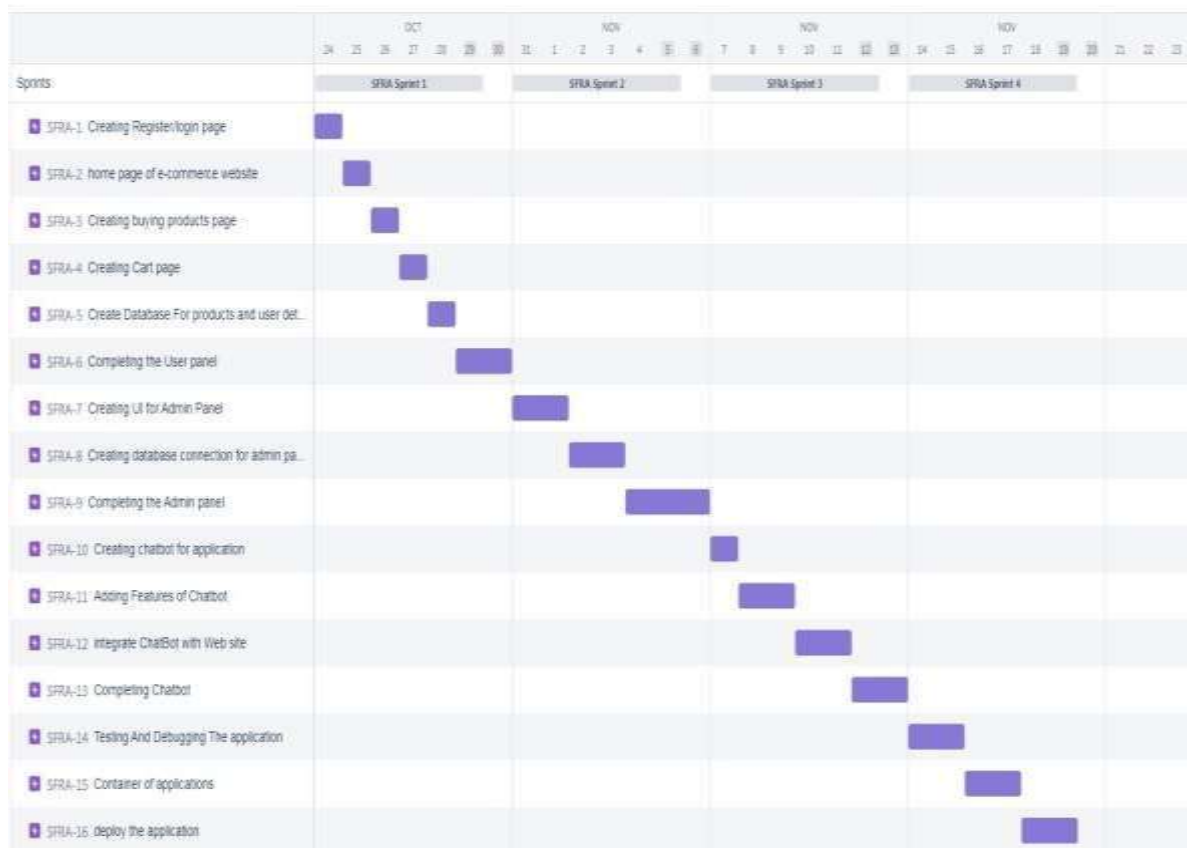 OCT NOV NOV NOV
24 25 26 27 28 29 30 31 1 2 3 4 5 6 7 8 9 10 11 12 13 14 15 16 17 18 19 20 21 22 23
Sprints SFRA Sprint 1 SFRA Sprint 2 SFRA Sprint 3 SFRA Sprint 4
SFRA-1 Creating Register/login page
SFRA-2 home page of e-commerce website
SFRA-3 Creating buying products page
SFRA-4 Creating Cart page
SFRA-5 Create Database For products and user det...
SFRA-6 Completing the User panel
SFRA-7 Creating UI for Admin Panel
SFRA-8 Creating database connection for admin pa...
SFRA-9 Completing the Admin panel
SFRA-10 Creating chatbot for application
SFRA-11 Adding Features of Chatbot
SFRA-12 integrate ChatBot with Web site
SFRA-13 Completing Chatbot
SFRA-14 Testing And Debugging The application
SFRA-15 Container of applications
SFRA-16 deploy the application